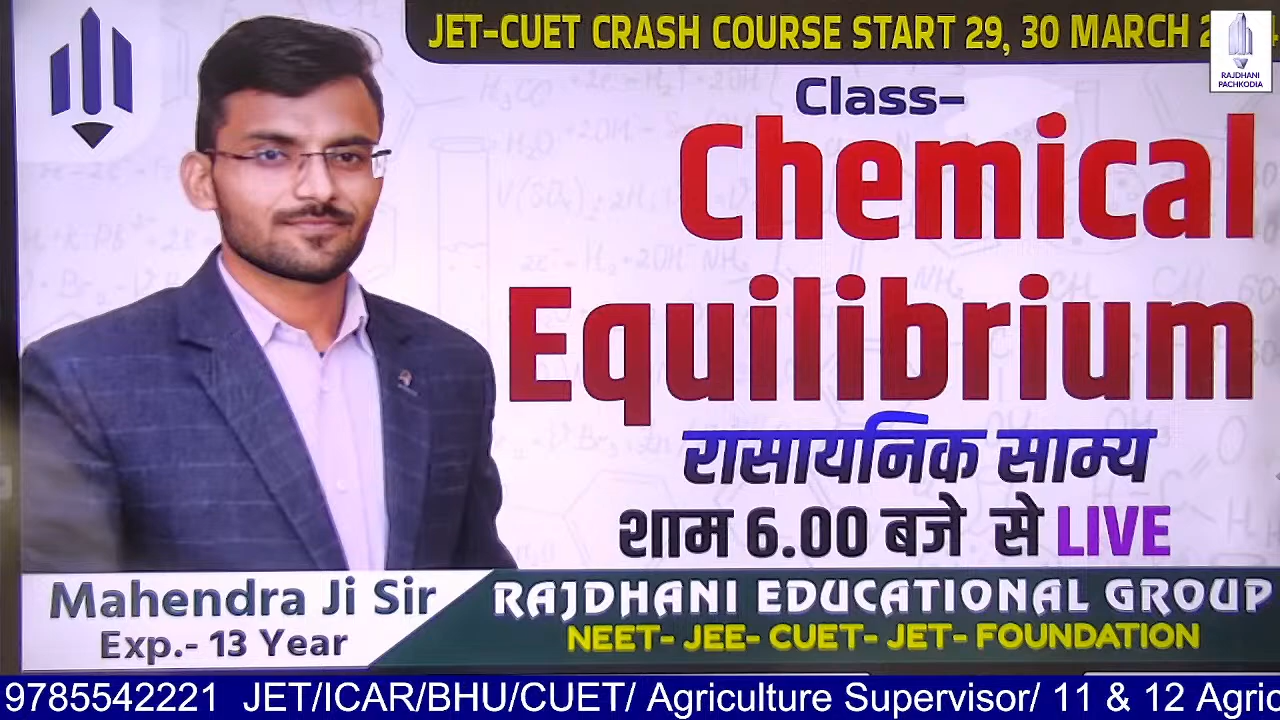 JET-CUET CRASH COURSE START 29, 30 MARCH
RAJDHANI
PACHKODIA
Class-
Chemical
Equilibrium
रासायनिक साम्य
शाम 6.00 बजे से LIVE
Mahendra Ji Sir
Exp.- 13 Year
RAJDHANI EDUCATIONAL GROUP
NEET- JEE- CUET- JET- FOUNDATION
9785542221 JET/ICAR/BHU/CUET/ Agriculture Supervisor/ 11 & 12 Agric